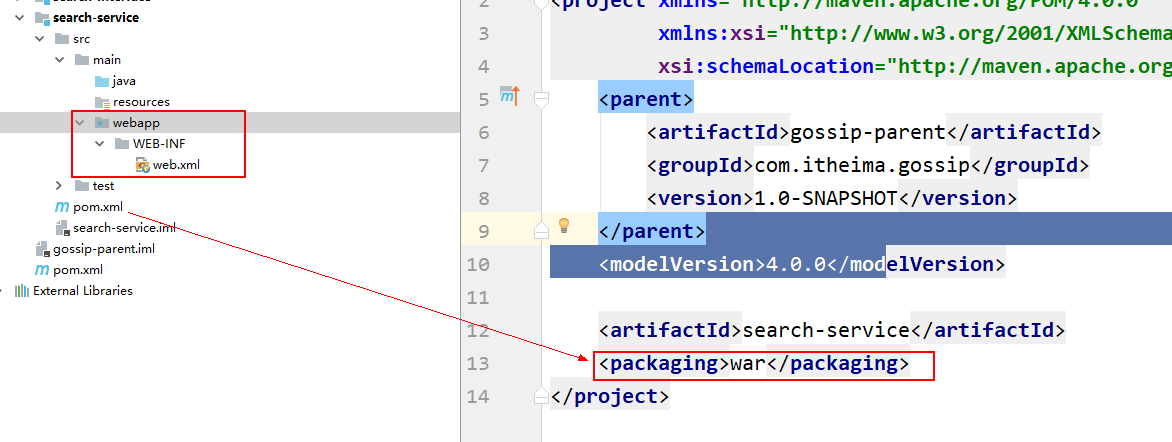 search-service
src
main
java
resources
webapp
WEB-INF
web.xml
test
pom.xml
search-service.iml
gossip-parent.iml
pom.xml
External Libraries
2 <project xmlns="http://maven.apache.org/POM/4.0.0"
3 xmlns:xsi="http://www.w3.org/2001/XMLSchema
4 xsi:schemaLocation="http://maven.apache.org
5 <parent>
6 <artifactId>gossip-parent</artifactId>
7 <groupId>com.itheima.gossip</groupId>
8 <version>1.0-SNAPSHOT</version>
9 </parent>
10 <modelVersion>4.0.0</modelVersion>
11
12 <artifactId>search-service</artifactId>
13 <packaging>war</packaging>
14 </project>